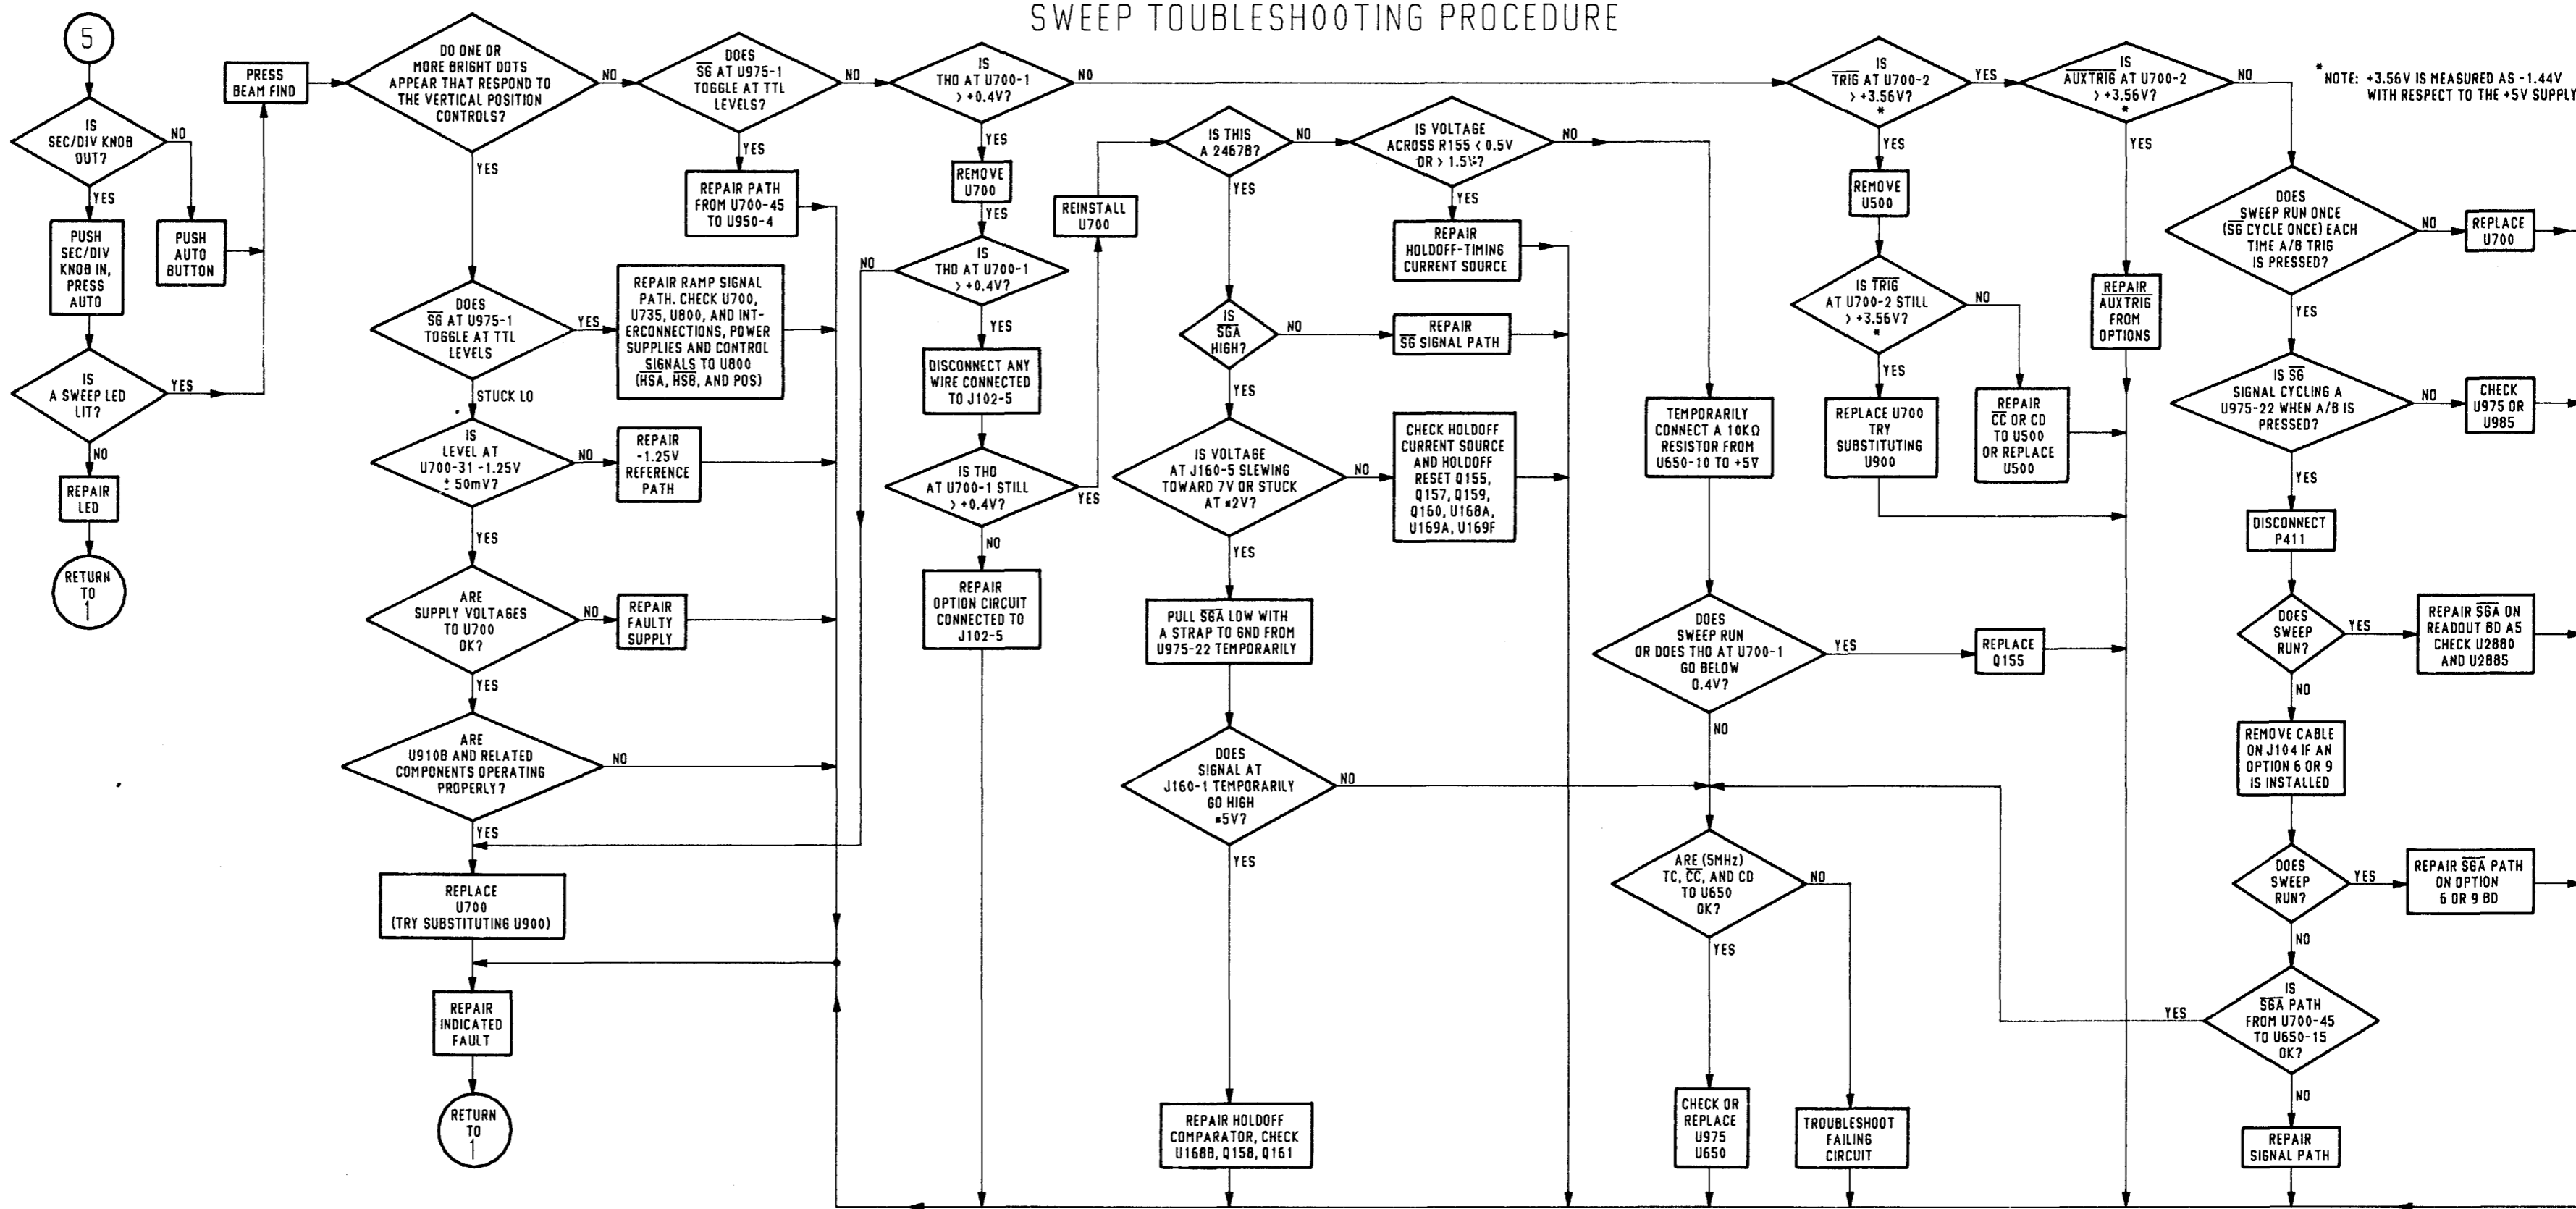 SWEEP TOUBLESHOOTING PROCEDURE
5
IS
SEC/DIV KNOB
OUT?
NO
YES
PUSH
SEC/DIV
KNOB IN,
PRESS
AUTO
PUSH
AUTO
BUTTON
IS
A SWEEP LED
LIT?
YES
NO
REPAIR
LED
RETURN
TO
1
PRESS
BEAM FIND
DO ONE OR
MORE BRIGHT DOTS
APPEAR THAT RESPOND TO
THE VERTICAL POSITION
CONTROLS?
NO
YES
DOES
S̅G̅ AT U975-1
TOGGLE AT TTL
LEVELS
YES
REPAIR RAMP SIGNAL
PATH. CHECK U700,
U735, U800, AND INT-
ERCONNECTIONS, POWER
SUPPLIES AND CONTROL
SIGNALS TO U800
(H̅S̅A̅, H̅S̅B̅, AND POS)
STUCK LO
IS
LEVEL AT
U700-31 -1.25V
± 50mV?
NO
REPAIR
-1.25V
REFERENCE
PATH
YES
ARE
SUPPLY VOLTAGES
TO U700
OK?
NO
REPAIR
FAULTY
SUPPLY
YES
ARE
U910B AND RELATED
COMPONENTS OPERATING
PROPERLY?
NO
YES
REPLACE
U700
(TRY SUBSTITUTING U900)
REPAIR
INDICATED
FAULT
RETURN
TO
1
DOES
S̅G̅ AT U975-1
TOGGLE AT TTL
LEVELS?
NO
YES
REPAIR PATH
FROM U700-45
TO U950-4
IS
THO AT U700-1
> +0.4V?
NO
YES
REMOVE
U700
YES
IS
THO AT U700-1
> +0.4V?
NO
YES
DISCONNECT ANY
WIRE CONNECTED
TO J102-5
IS THO
AT U700-1 STILL
> +0.4V?
YES
NO
REPAIR
OPTION CIRCUIT
CONNECTED TO
J102-5
REINSTALL
U700
IS THIS
A 2467B?
NO
YES
IS VOLTAGE
ACROSS R155 < 0.5V
OR > 1.5V?
NO
YES
REPAIR
HOLDOFF-TIMING
CURRENT SOURCE
IS
S̅G̅A̅
HIGH?
NO
REPAIR
S̅G̅ SIGNAL PATH
YES
IS VOLTAGE
AT J160-5 SLEWING
TOWARD 7V OR STUCK
AT ≈2V?
NO
CHECK HOLDOFF
CURRENT SOURCE
AND HOLDOFF
RESET Q155,
Q157, Q159,
Q160, U168A,
U169A, U169F
YES
PULL S̅G̅A̅ LOW WITH
A STRAP TO GND FROM
U975-22 TEMPORARILY
DOES
SIGNAL AT
J160-1 TEMPORARILY
GO HIGH
≈5V?
NO
YES
REPAIR HOLDOFF
COMPARATOR, CHECK
U168B, Q158, Q161
TEMPORARILY
CONNECT A 10KΩ
RESISTOR FROM
U650-10 TO +5V
DOES
SWEEP RUN
OR DOES THO AT U700-1
GO BELOW
0.4V?
YES
REPLACE
Q155
NO
ARE (5MHz)
TC, C̅C̅, AND CD
TO U650
OK?
NO
YES
CHECK OR
REPLACE
U975
U650
TROUBLESHOOT
FAILING
CIRCUIT
IS
T̅R̅I̅G̅ AT U700-2
> +3.56V?
*
YES
YES
REMOVE
U500
IS T̅R̅I̅G̅
AT U700-2 STILL
> +3.56V?
*
NO
YES
REPLACE U700
TRY
SUBSTITUTING
U900
REPAIR
C̅C̅ OR CD
TO U500
OR REPLACE
U500
IS
A̅U̅X̅T̅R̅I̅G̅ AT U700-2
> +3.56V?
*
NO
YES
REPAIR
A̅U̅X̅T̅R̅I̅G̅
FROM
OPTIONS
* NOTE: +3.56V IS MEASURED AS -1.44V
WITH RESPECT TO THE +5V SUPPLY
DOES
SWEEP RUN ONCE
(S̅G̅ CYCLE ONCE) EACH
TIME A/B TRIG
IS PRESSED?
NO
REPLACE
U700
YES
IS S̅G̅
SIGNAL CYCLING A
U975-22 WHEN A/B IS
PRESSED?
NO
CHECK
U975 OR
U985
YES
DISCONNECT
P411
DOES
SWEEP
RUN?
YES
REPAIR S̅G̅A̅ ON
READOUT BD A5
CHECK U2880
AND U2885
NO
REMOVE CABLE
ON J104 IF AN
OPTION 6 OR 9
IS INSTALLED
DOES
SWEEP
RUN?
YES
REPAIR S̅G̅A̅ PATH
ON OPTION
6 OR 9 BD
NO
IS
S̅G̅A̅ PATH
FROM U700-45
TO U650-15
OK?
YES
NO
REPAIR
SIGNAL PATH